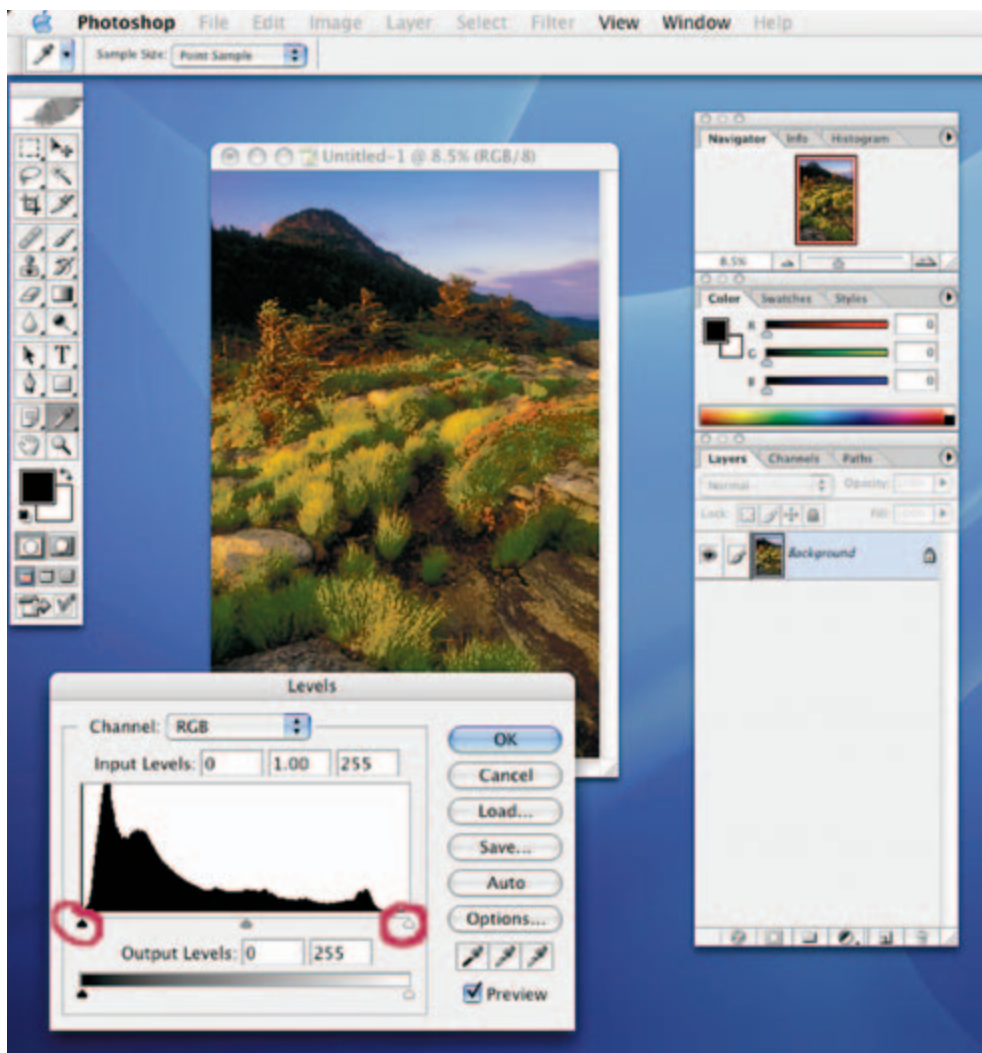 Photoshop File Edit Image Layer Select Filter View Window Help
Sample Size: Point Sample
Untitled-1 @ 8.5% (RGB/8)
Navigator Info Histogram
8.5%
Color Swatches Styles
R 0
G 0
B 0
Layers Channels Paths
Normal Opacity:
Lock: Fill:
Background
T
Levels
Channel: RGB
Input Levels: 0 1.00 255
Output Levels: 0 255
OK
Cancel
Load...
Save...
Auto
Options...
Preview